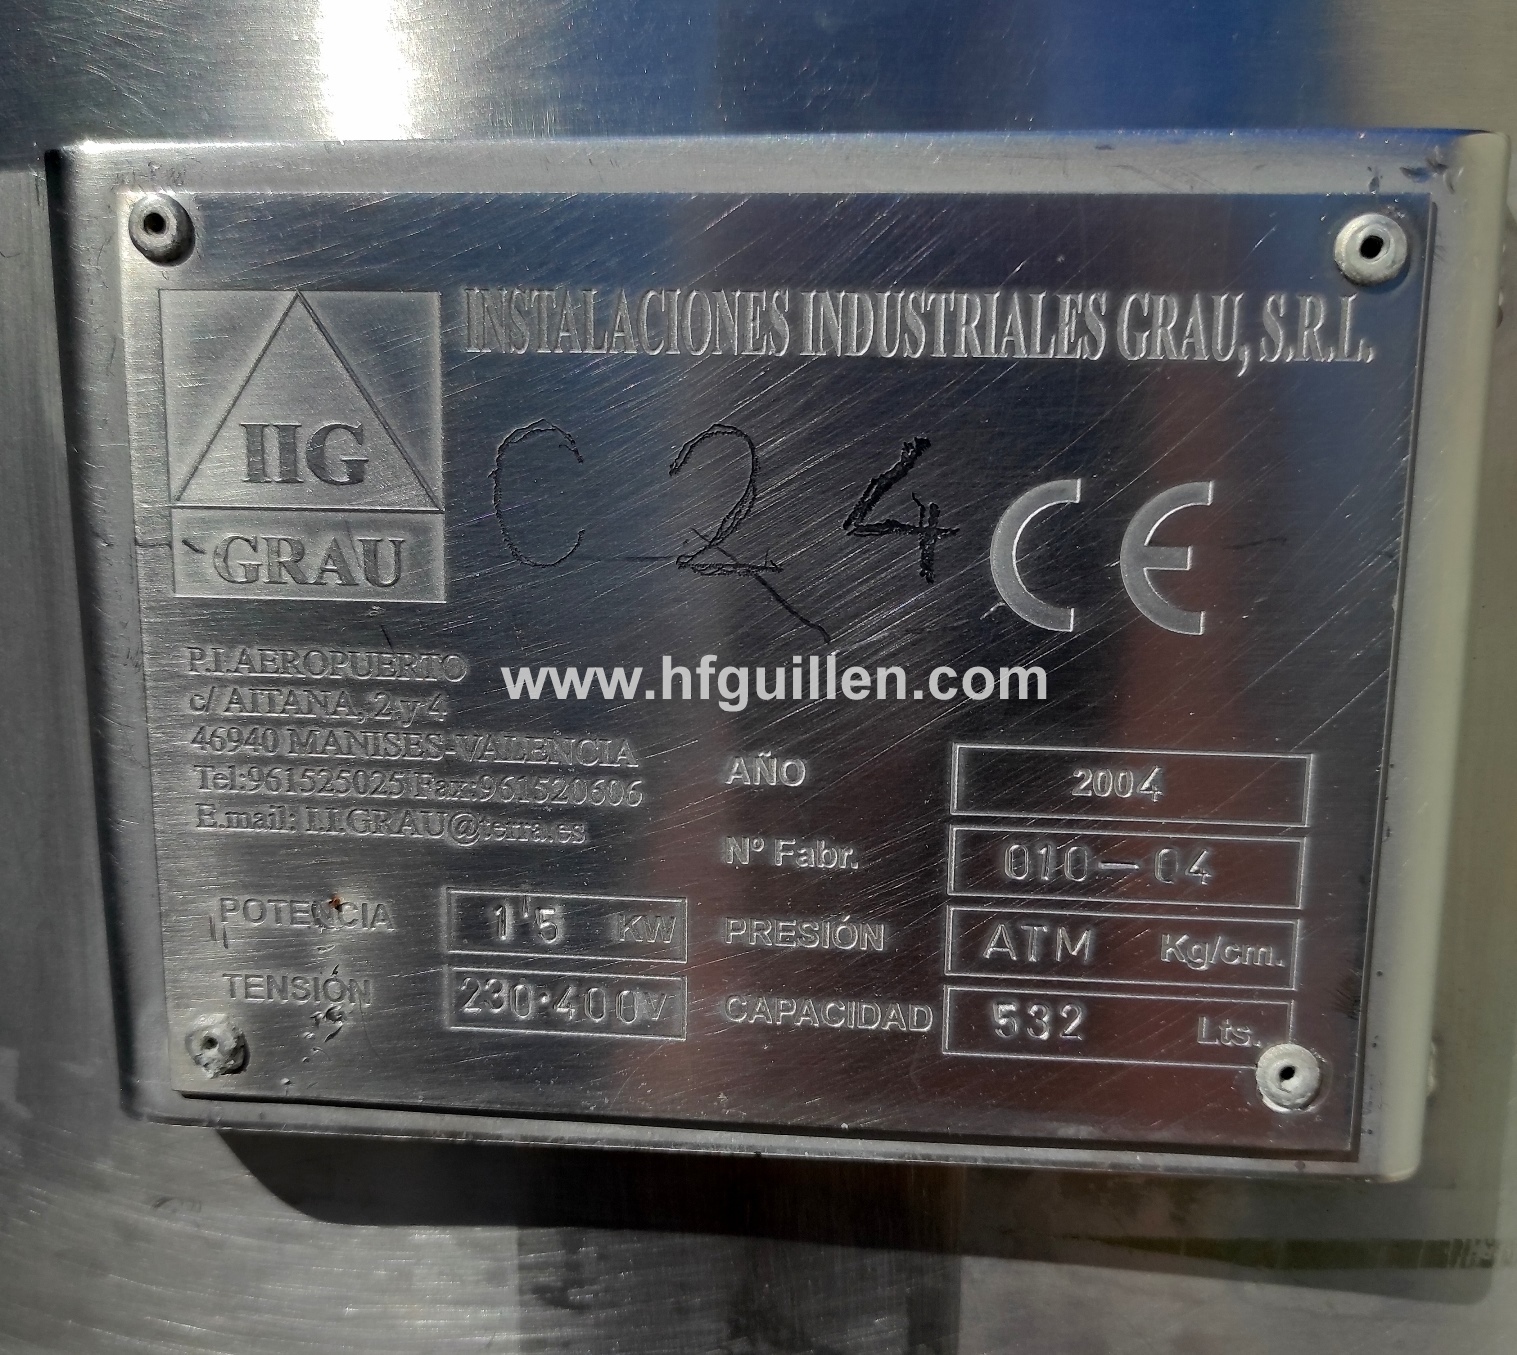 INSTALACIONES INDUSTRIALES GRAU, S.R.L.
IIG
GRAU
C 24
CE
P.I.AEROPUERTO
c/ AITANA, 2 y 4
46940 MANISES-VALENCIA
Tel:961525025 Fax:961520606
E.mail: I.I.GRAU@terra.es
www.hfguillen.com
AÑO 2004
Nº Fabr. 010-04
POTENCIA 1'5 KW
PRESIÓN ATM Kg/cm.
TENSIÓN 230-400V
CAPACIDAD 532 Lts.